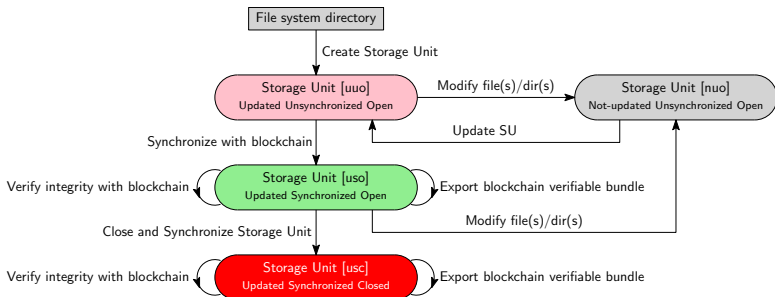 File system directory
Create Storage Unit
Storage Unit [uuo]
Updated Unsynchronized Open
Modify file(s)/dir(s)
Storage Unit [nuo]
Not-updated Unsynchronized Open
Update SU
Synchronize with blockchain
Verify integrity with blockchain
Storage Unit [uso]
Updated Synchronized Open
Export blockchain verifiable bundle
Modify file(s)/dir(s)
Close and Synchronize Storage Unit
Verify integrity with blockchain
Storage Unit [usc]
Updated Synchronized Closed
Export blockchain verifiable bundle